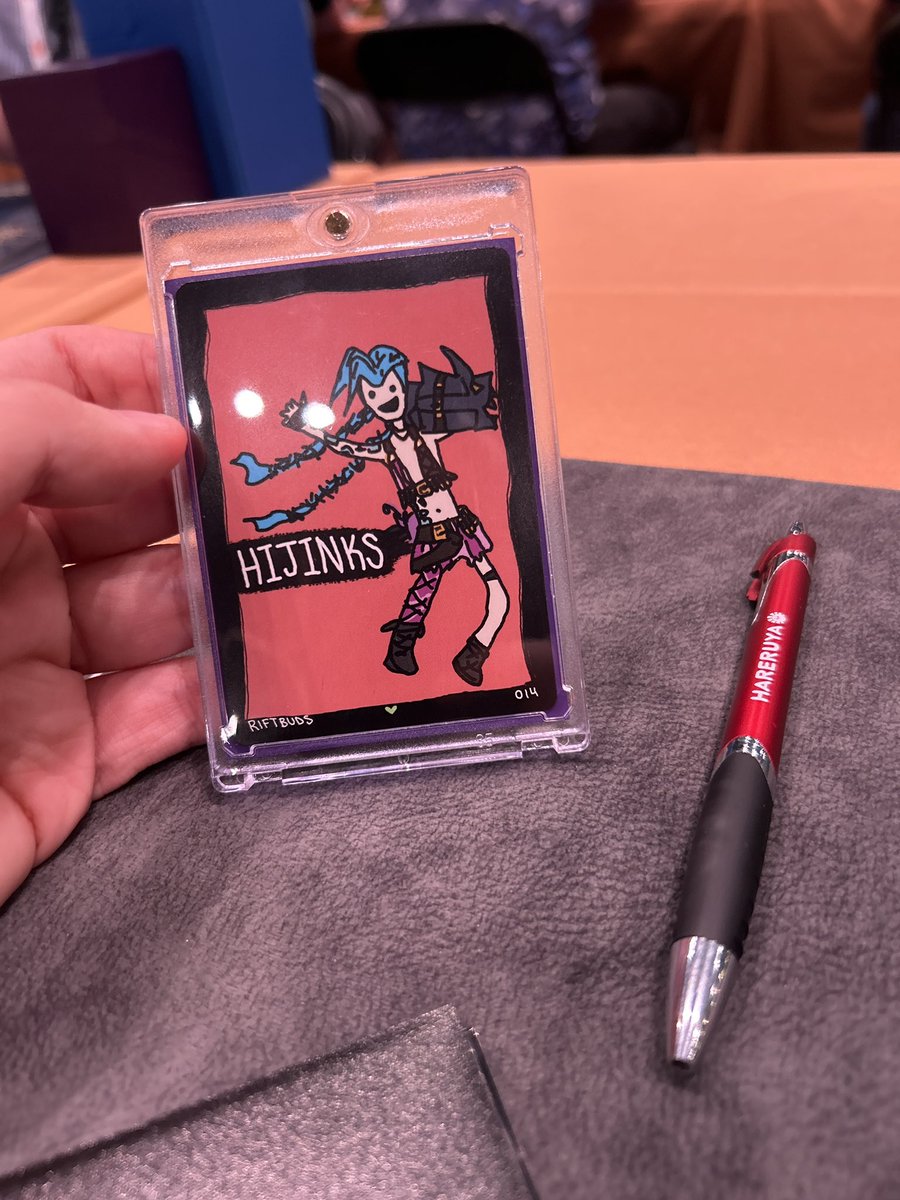 HIJINKS
RIFTBUDS
014
HARERUYA